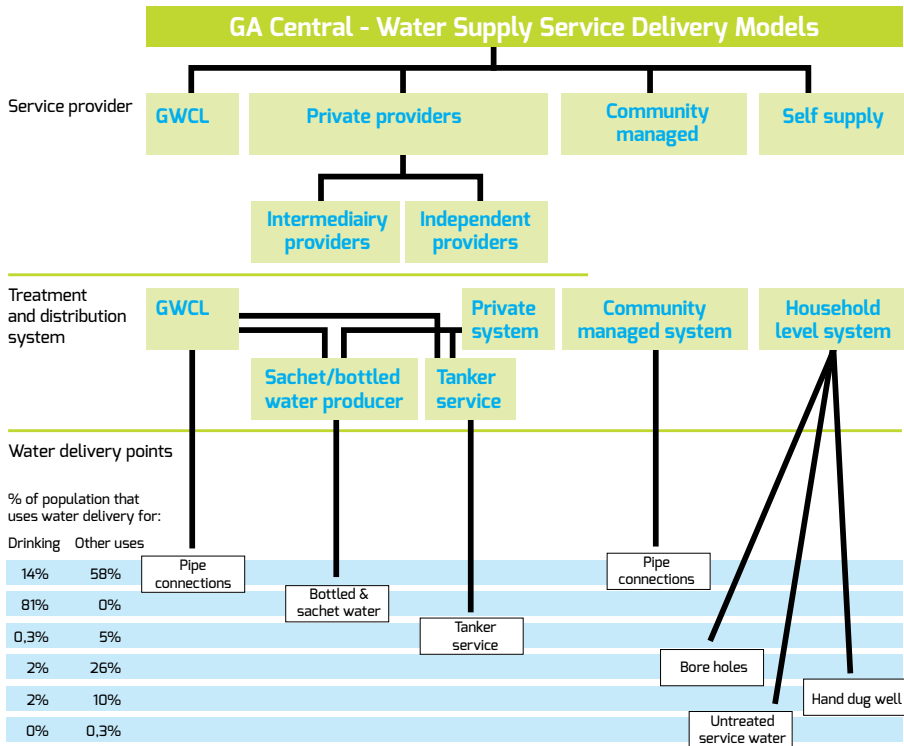 GA Central - Water Supply Service Delivery Models
Service provider
GWCL
Private providers
Community
managed
Self supply
Intermediairy
providers
Independent
providers
Treatment
and distribution
system
GWCL
Private
system
Community
managed system
Household
level system
Sachet/bottled
water producer
Tanker
service
Water delivery points
% of population that
uses water delivery for:
Drinking Other uses
14% 58%
Pipe
connections
Pipe
connections
81% 0%
Bottled &
sachet water
0,3% 5%
Tanker
service
2% 26%
Bore holes
2% 10%
Hand dug well
0% 0,3%
Untreated
service water